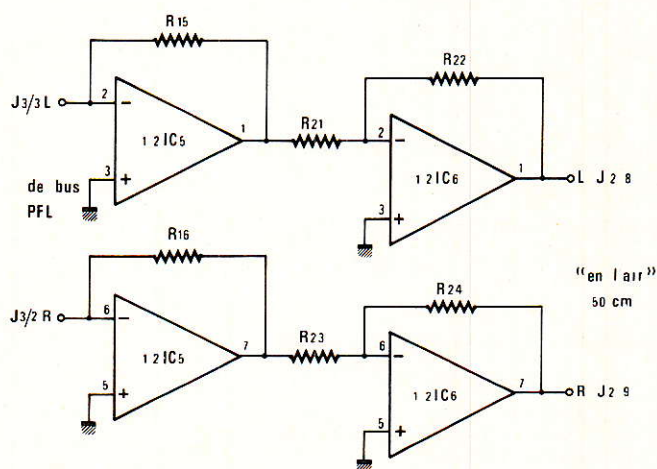 R15
J3/3 L
2
−
1
1 2 IC5
3
+
de bus
PFL
R21
R22
2
−
1
1 2 IC6
3
+
L J2 8
R16
J3/2 R
6
−
7
1 2 IC5
5
+
R23
R24
6
−
7
1 2 IC6
5
+
R J2 9
"en l air"
50 cm